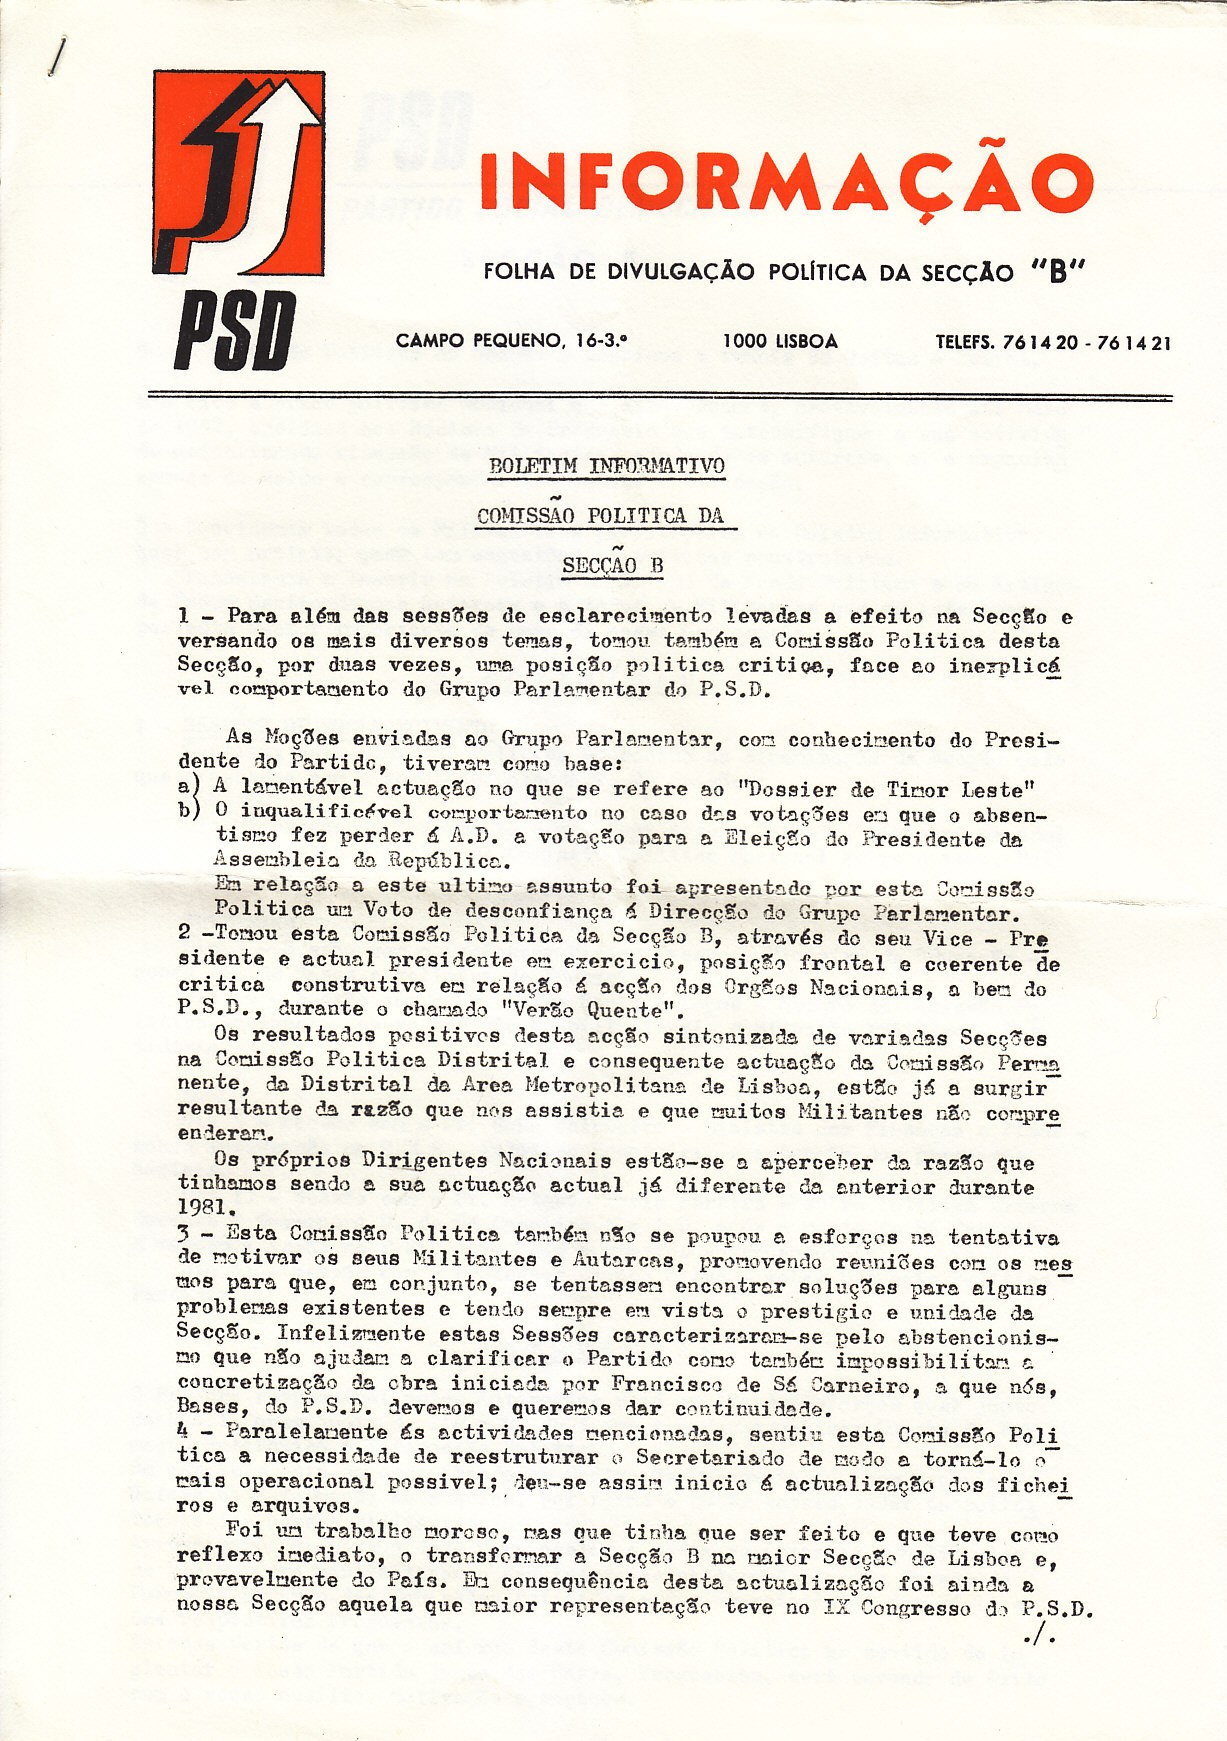 PSD
INFORMAÇÃO
FOLHA DE DIVULGAÇÃO POLÍTICA DA SECÇÃO "B"
CAMPO PEQUENO, 16-3.º 1000 LISBOA TELEFS. 76 14 20 - 76 14 21
BOLETIM INFORMATIVO
COMISSÃO POLITICA DA
SECÇÃO B
1 - Para além das sessões de esclarecimento levadas a efeito na Secção e
versando os mais diversos temas, tomou também a Comissão Politica desta
Secção, por duas vezes, uma posição politica critica, face ao inexplicá
vel comportamento do Grupo Parlamentar do P.S.D.
As Moções enviadas ao Grupo Parlamentar, com conhecimento do Presi-
dente do Partido, tiveram como base:
a) A lamentável actuação no que se refere ao "Dossier de Timor Leste"
b) O inqualificável comportamento no caso das votações em que o absen-
tismo fez perder á A.D. a votação para a Eleição do Presidente da
Assembleia da República.
Em relação a este ultimo assunto foi apresentado por esta Comissão
Politica um Voto de desconfiança á Direcção do Grupo Parlamentar.
2 -Tomou esta Comissão Politica da Secção B, através do seu Vice - Pre
sidente e actual presidente em exercicio, posição frontal e coerente de
critica construtiva em relação á acção dos Orgãos Nacionais, a bem do
P.S.D., durante o chamado "Verão Quente".
Os resultados positivos desta acção sintonizada de variadas Secções
na Comissão Politica Distrital e consequente actuação da Comissão Perma
nente, da Distrital da Area Metropolitana de Lisboa, estão já a surgir
resultante da razão que nos assistia e que muitos Militantes não compre
enderam.
Os próprios Dirigentes Nacionais estão-se a aperceber da razão que
tinhamos sendo a sua actuação actual já diferente da anterior durante
1981.
3 - Esta Comissão Politica também não se poupou a esforços na tentativa
de motivar os seus Militantes e Autarcas, promovendo reuniões com os mes
mos para que, em conjunto, se tentassem encontrar soluções para alguns
problemas existentes e tendo sempre em vista o prestigio e unidade da
Secção. Infelizmente estas Sessões caracterizaram-se pelo abstencionis-
mo que não ajudam a clarificar o Partido como também impossibilitam a
concretização da obra iniciada por Francisco de Sá Carneiro, a que nós,
Bases, do P.S.D. devemos e queremos dar continuidade.
4 - Paralelamente ás actividades mencionadas, sentiu esta Comissão Poli
tica a necessidade de reestruturar o Secretariado de modo a torná-lo o
mais operacional possivel; deu-se assim inicio á actualização dos fichei
ros e arquivos.
Foi um trabalho moroso, mas que tinha que ser feito e que teve como
reflexo imediato, o transformar a Secção B na maior Secção de Lisboa e,
provavelmente do País. Em consequência desta actualização foi ainda a
nossa Secção aquela que maior representação teve no IX Congresso do P.S.D.
./.